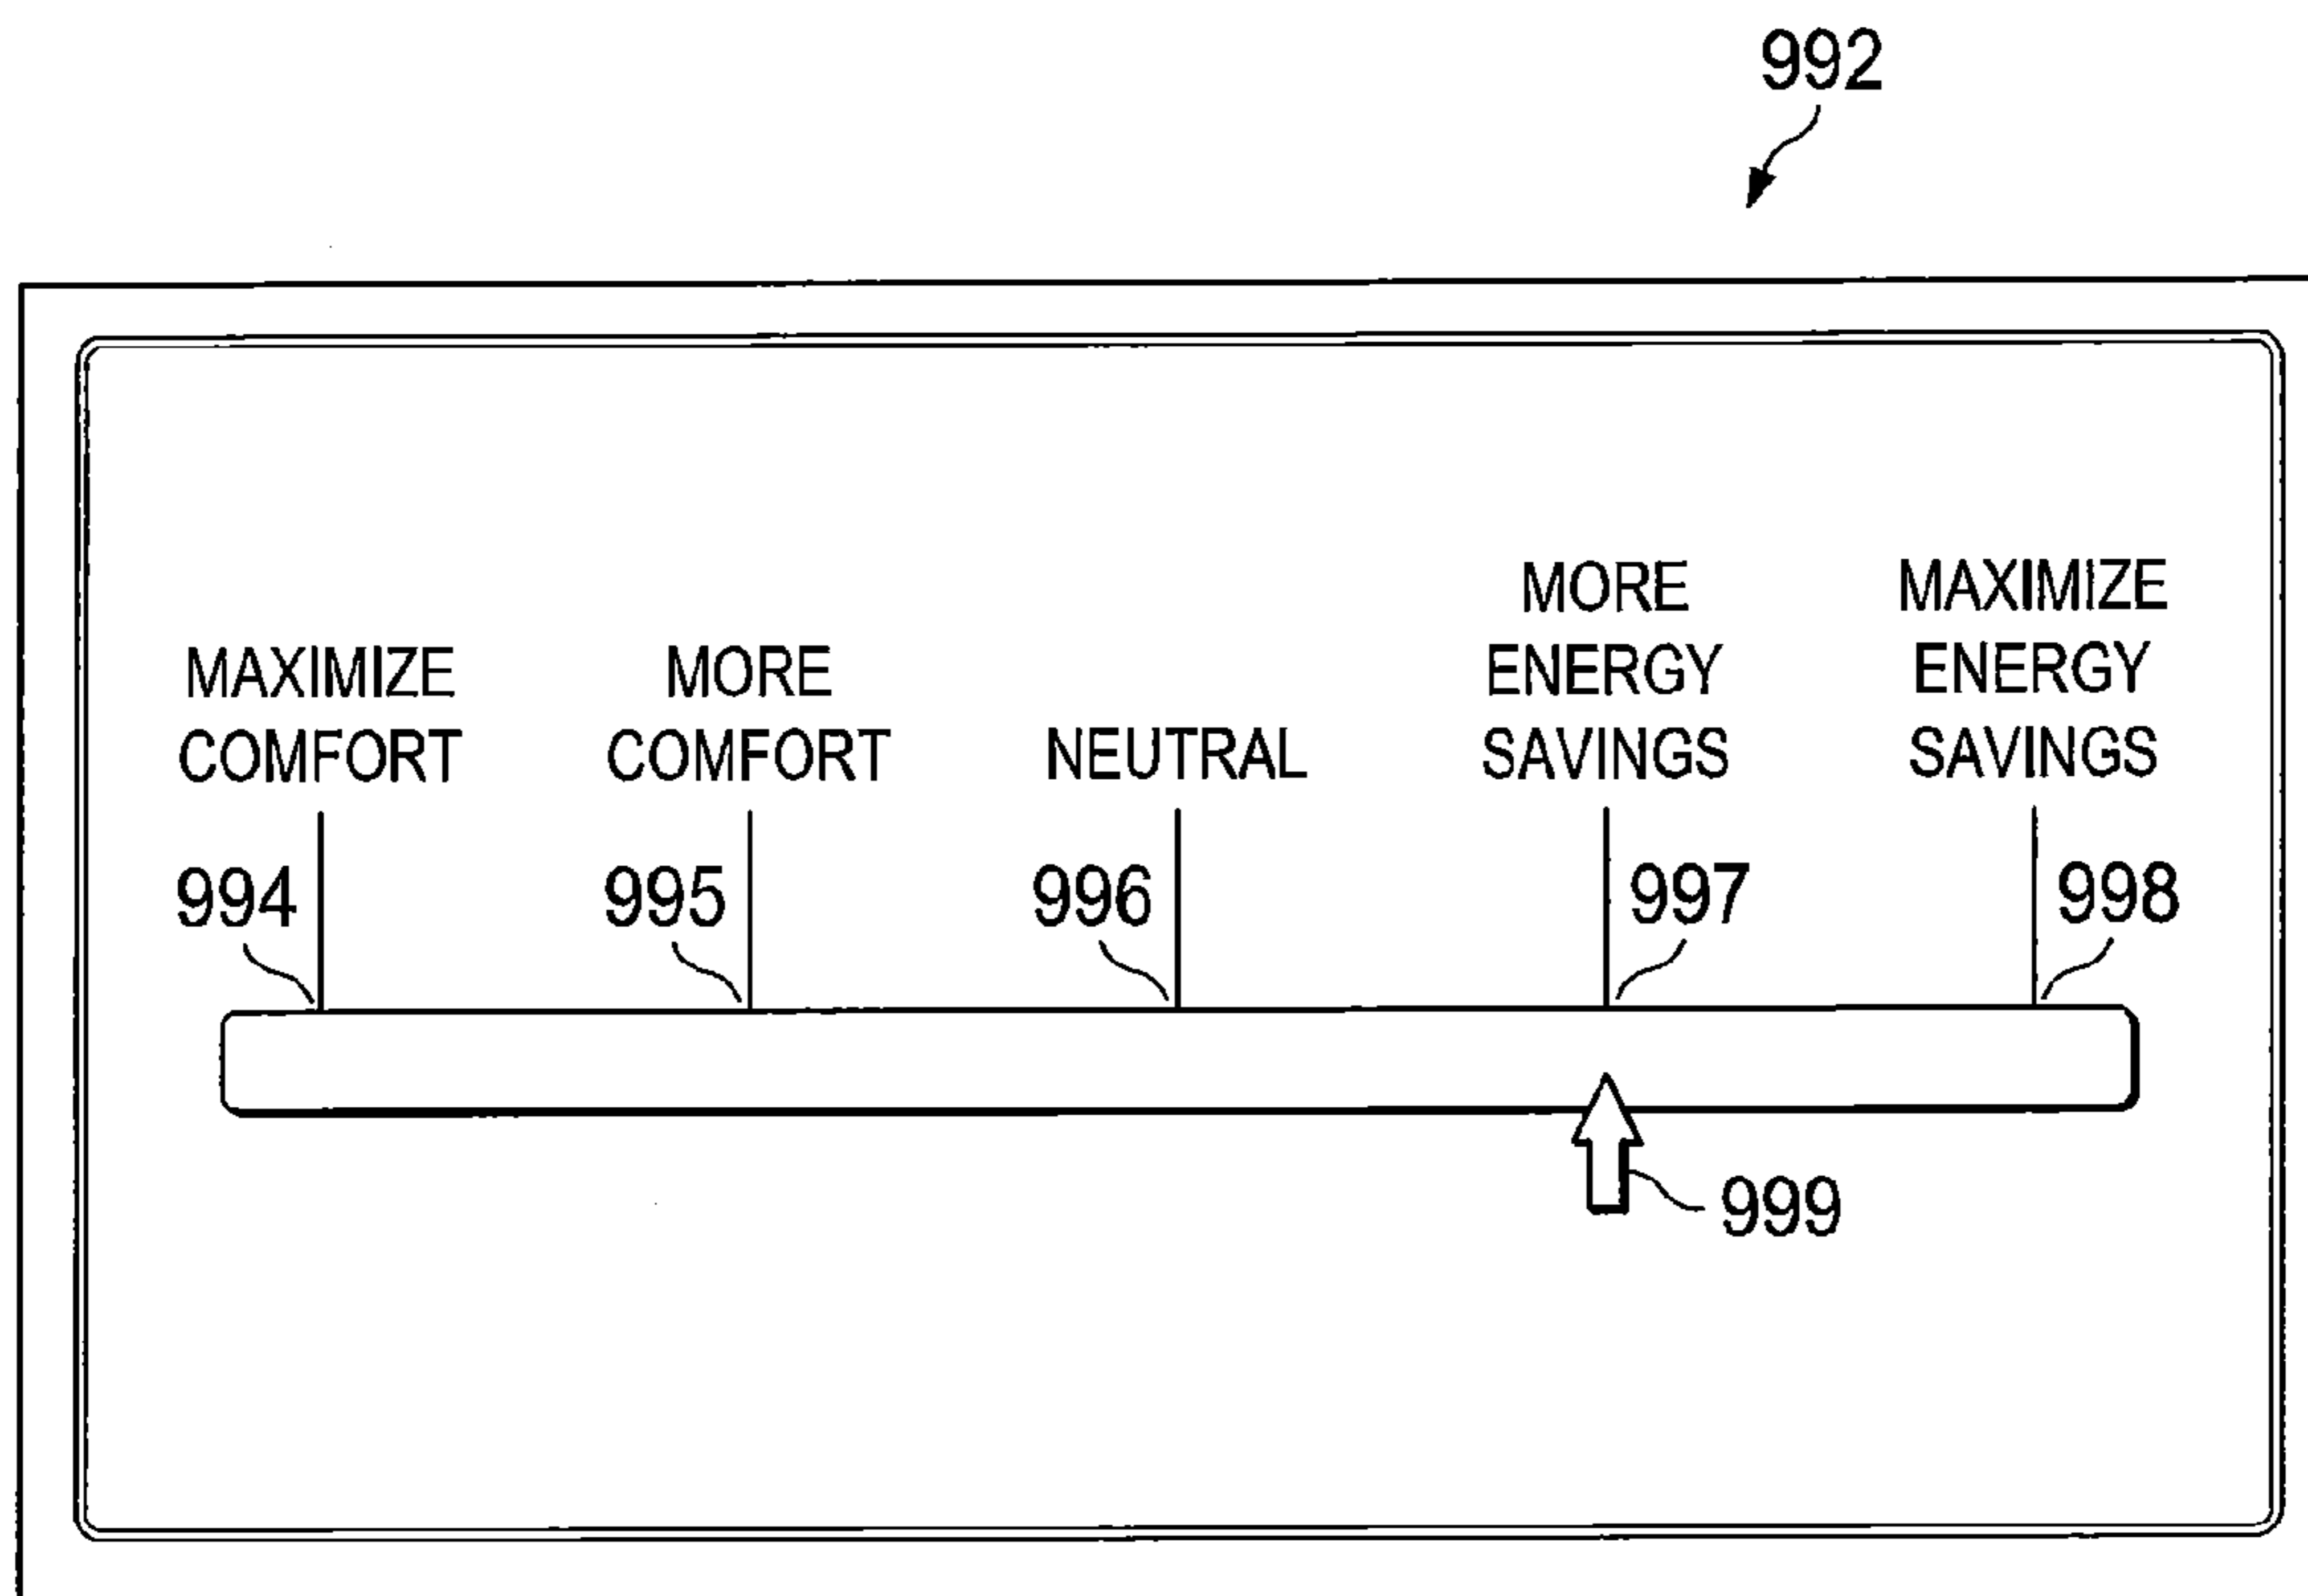 992
MORE MAXIMIZE
MAXIMIZE MORE ENERGY ENERGY
COMFORT COMFORT NEUTRAL SAVINGS SAVINGS
994 995 996 997 998
999